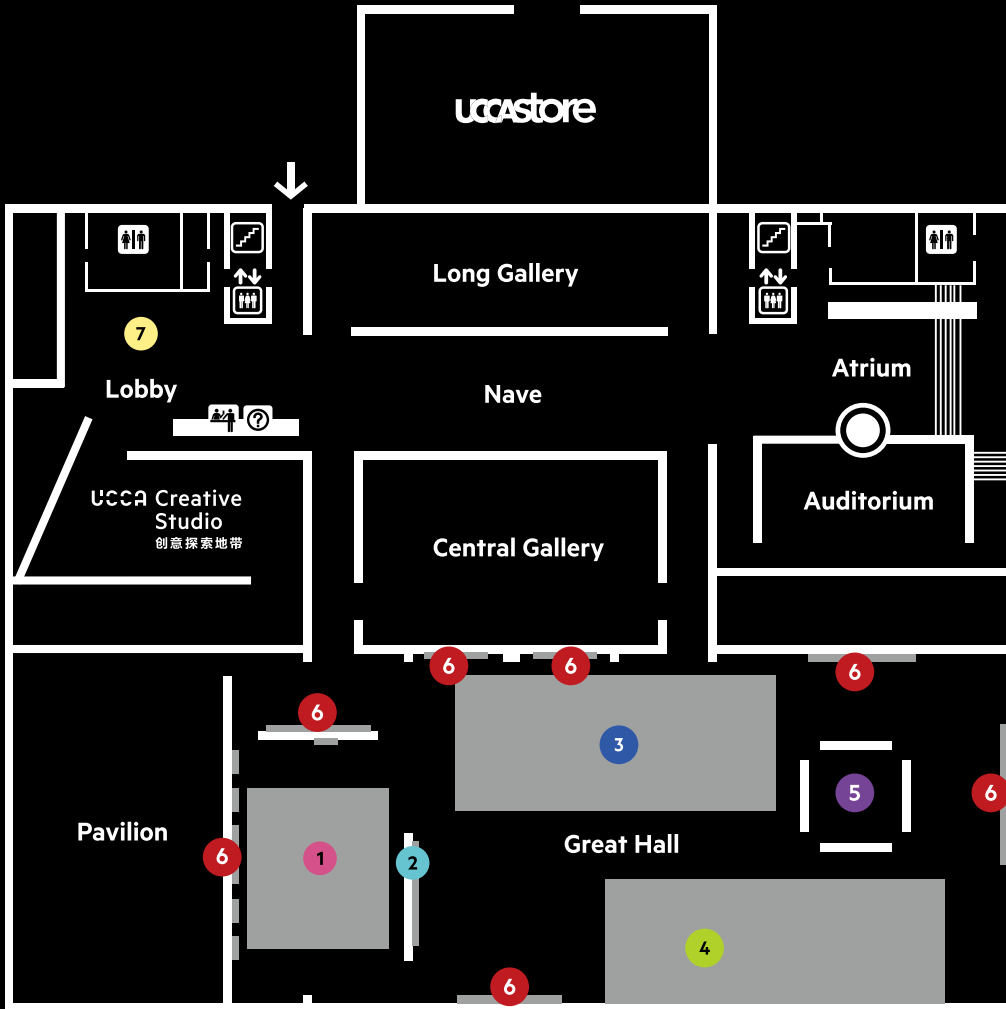 UCCAstore
Long Gallery
7
Lobby
Nave
Atrium
?
UCCA Creative
Studio
创意探索地带
Central Gallery
Auditorium
6
6
6
6
3
5
6
Pavilion
6
1
2
Great Hall
4
6